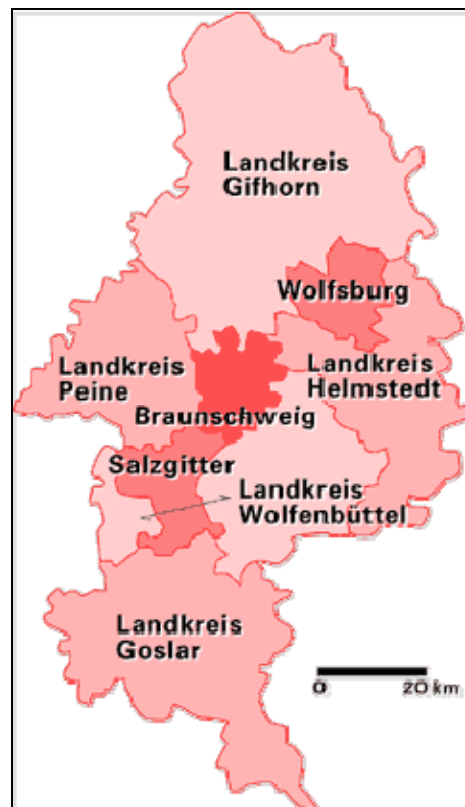 Landkreis
Gifhorn
Wolfsburg
Landkreis
Peine
Landkreis
Helmstedt
Braunschweig
Salzgitter
Landkreis
Wolfenbüttel
Landkreis
Goslar
0 20 km